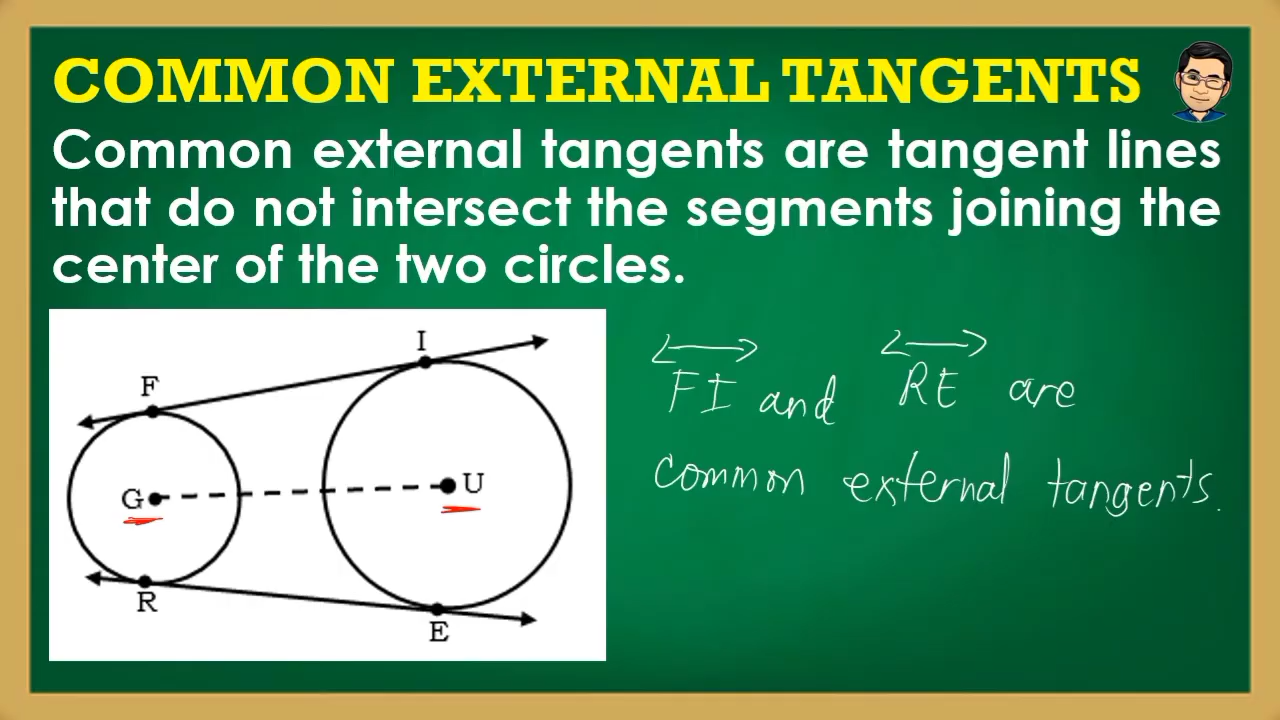 COMMON EXTERNAL TANGENTS
Common external tangents are tangent lines
that do not intersect the segments joining the
center of the two circles.
I
F
G
U
R
E
FI and RE are
common external tangents.